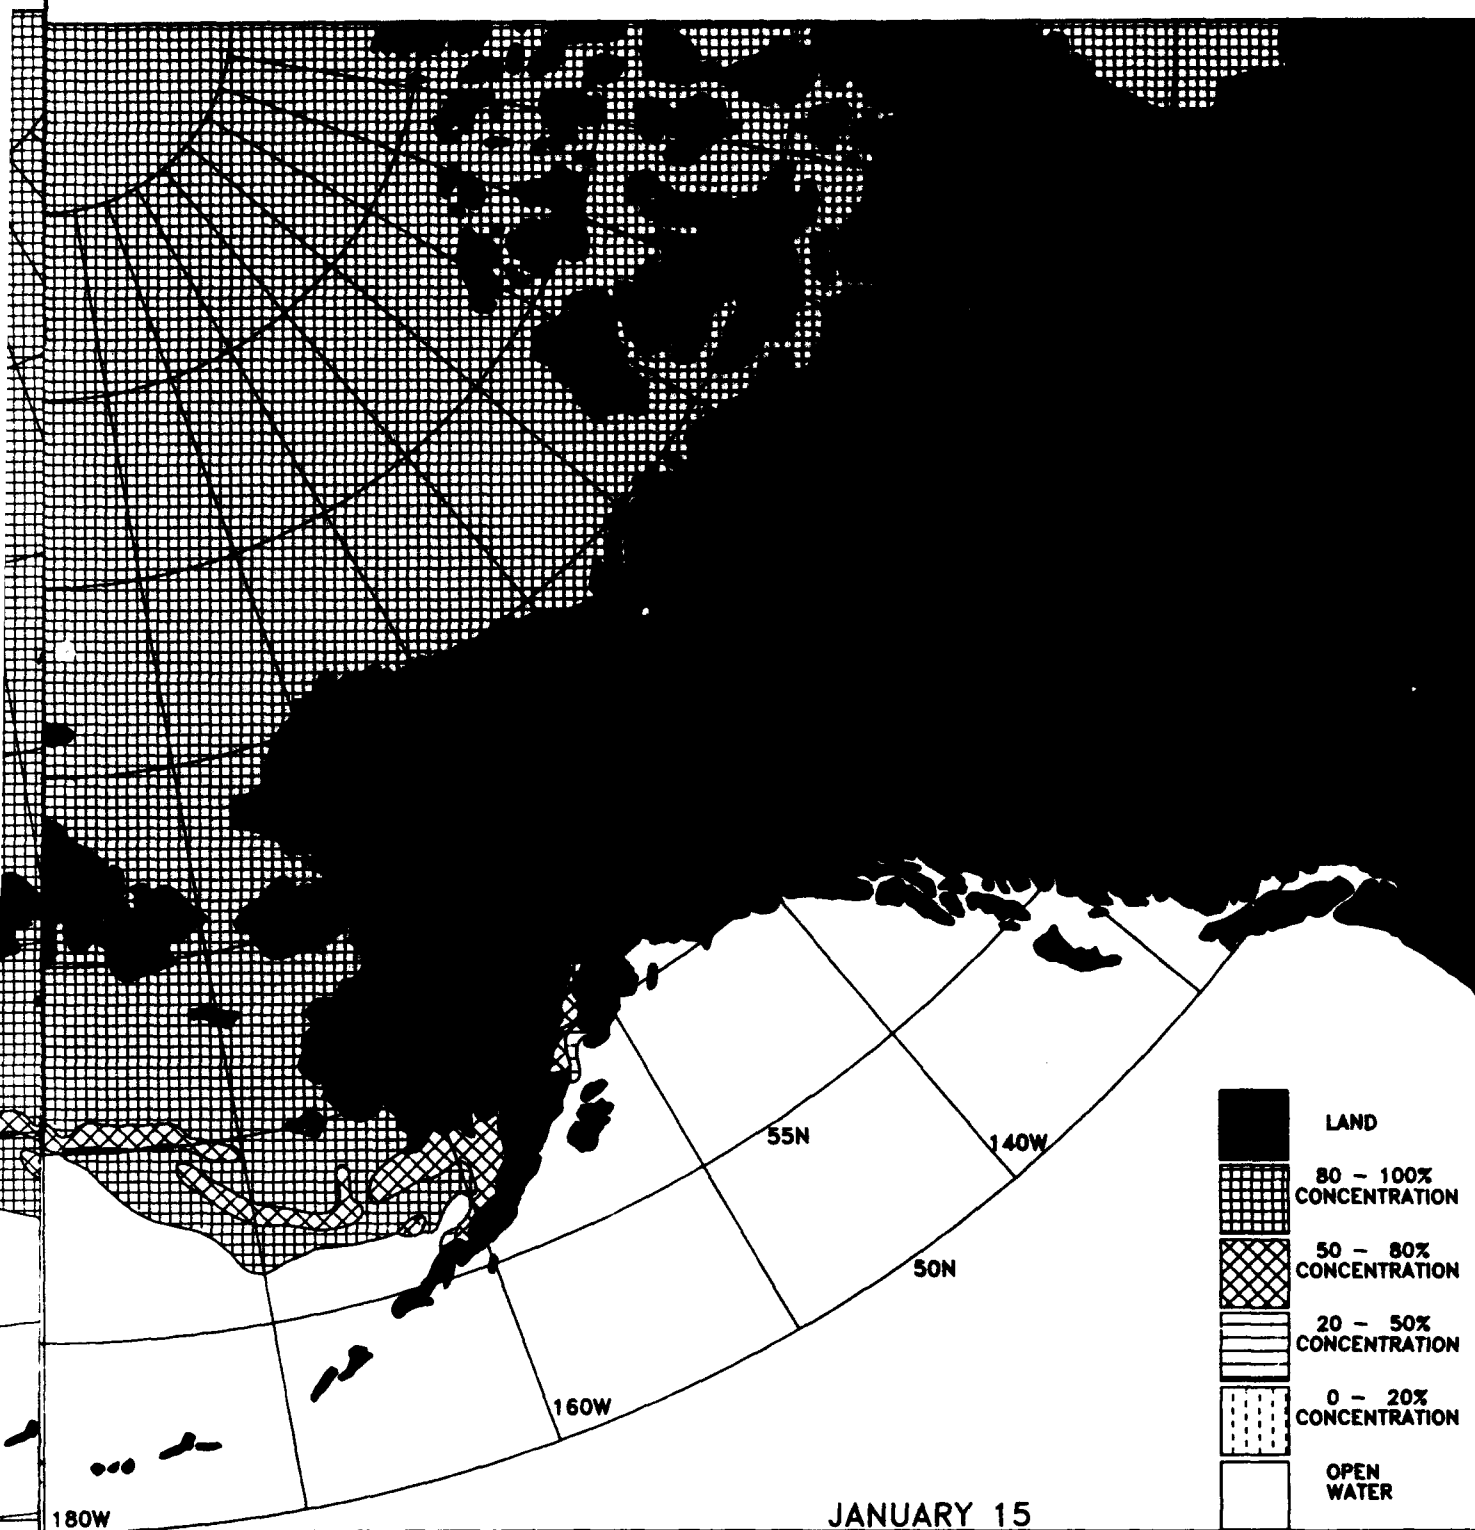 55N
140W
50N
160W
180W
JANUARY 15
LAND
80 - 100%
CONCENTRATION
50 - 80%
CONCENTRATION
20 - 50%
CONCENTRATION
0 - 20%
CONCENTRATION
OPEN
WATER